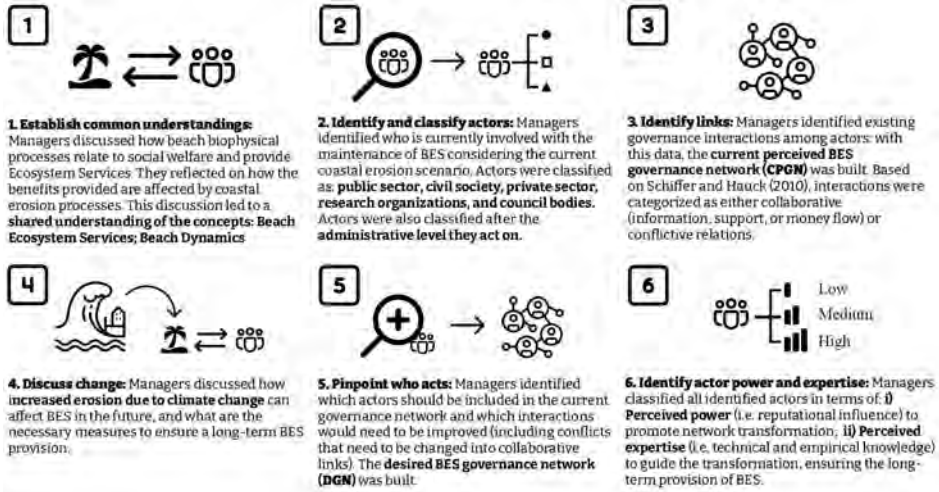 1
1. Establish common understandings:
Managers discussed how beach biophysical
processes relate to social welfare and provide
Ecosystem Services. They reflected on how the
benefits provided are affected by coastal
erosion processes. This discussion led to a
shared understanding of the concepts: Beach
Ecosystem Services; Beach Dynamics
2
2. Identify and classify actors: Managers
identified who is currently involved with the
maintenance of BES considering the current
coastal erosion scenario. Actors were classified
as: public sector, civil society, private sector,
research organizations, and council bodies.
Actors were also classified after the
administrative level they act on.
3
3. Identify links: Managers identified existing
governance interactions among actors: with
this data, the current perceived BES
governance network (CPGN) was built. Based
on Schiffer and Hauck (2010), interactions were
categorized as either collaborative
(information, support, or money flow) or
conflictive relations.
4
4. Discuss change: Managers discussed how
increased erosion due to climate change can
affect BES in the future, and what are the
necessary measures to ensure a long-term BES
provision.
5
5. Pinpoint who acts: Managers identified
which actors should be included in the current
governance network and which interactions
would need to be improved (including conflicts
that need to be changed into collaborative
links). The desired BES governance network
(DGN) was built.
6
Low
Medium
High
6. Identify actor power and expertise: Managers
classified all identified actors in terms of: i)
Perceived power (i.e. reputational influence) to
promote network transformation; ii) Perceived
expertise (i.e. technical and empirical knowledge)
to guide the transformation, ensuring the long-
term provision of BES.